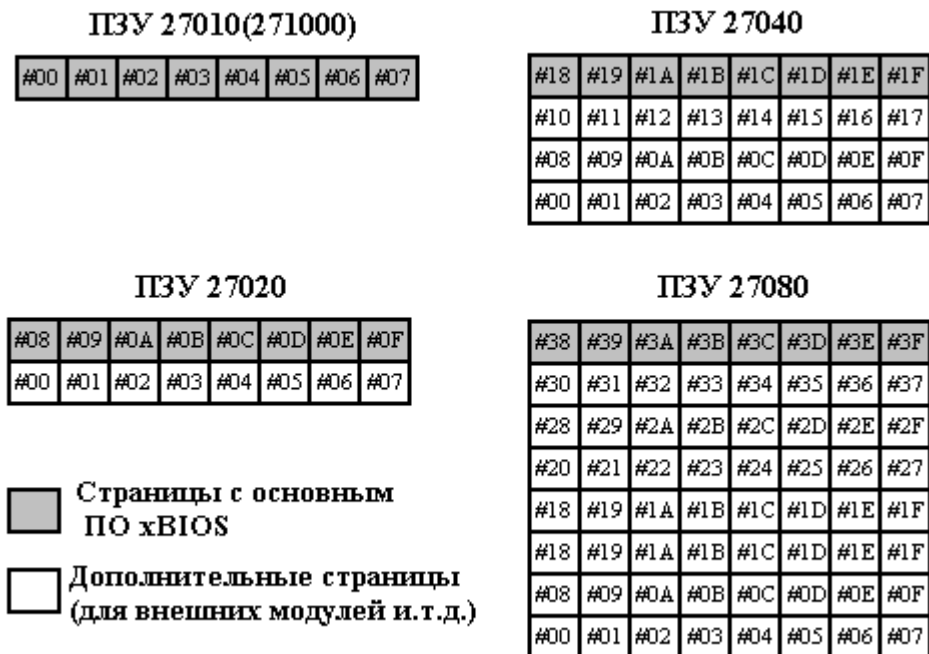 ПЗУ 27010(271000)
#00 #01 #02 #03 #04 #05 #06 #07
ПЗУ 27040
#18 #19 #1A #1B #1C #1D #1E #1F
#10 #11 #12 #13 #14 #15 #16 #17
#08 #09 #0A #0B #0C #0D #0E #0F
#00 #01 #02 #03 #04 #05 #06 #07
ПЗУ 27020
#08 #09 #0A #0B #0C #0D #0E #0F
#00 #01 #02 #03 #04 #05 #06 #07
ПЗУ 27080
#38 #39 #3A #3B #3C #3D #3E #3F
#30 #31 #32 #33 #34 #35 #36 #37
#28 #29 #2A #2B #2C #2D #2E #2F
#20 #21 #22 #23 #24 #25 #26 #27
#18 #19 #1A #1B #1C #1D #1E #1F
#18 #19 #1A #1B #1C #1D #1E #1F
#08 #09 #0A #0B #0C #0D #0E #0F
#00 #01 #02 #03 #04 #05 #06 #07
Страницы с основным
ПО xBIOS
Дополнительные страницы
(для внешних модулей и.т.д.)